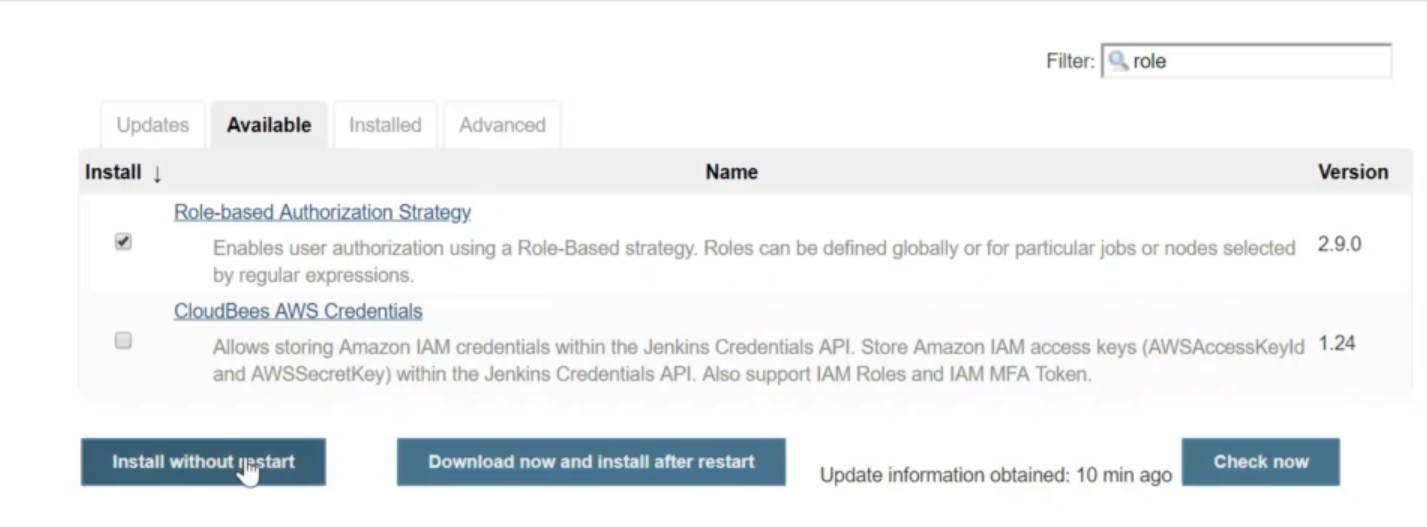 Filter: role
Updates Available Installed Advanced
Install ↓ Name Version
Role-based Authorization Strategy
Enables user authorization using a Role-Based strategy. Roles can be defined globally or for particular jobs or nodes selected 2.9.0
by regular expressions.
CloudBees AWS Credentials
Allows storing Amazon IAM credentials within the Jenkins Credentials API. Store Amazon IAM access keys (AWSAccessKeyId 1.24
and AWSSecretKey) within the Jenkins Credentials API. Also support IAM Roles and IAM MFA Token.
Install without restart Download now and install after restart Update information obtained: 10 min ago Check now